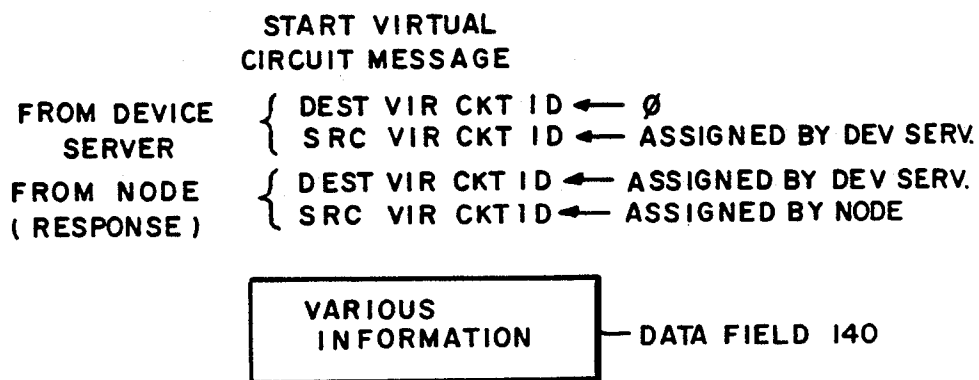 START VIRTUAL
CIRCUIT MESSAGE
FROM DEVICE
SERVER
{ DEST VIR CKT ID ← Ø
SRC VIR CKT ID ← ASSIGNED BY DEV SERV.
FROM NODE
(RESPONSE)
{ DEST VIR CKT ID ← ASSIGNED BY DEV SERV.
SRC VIR CKT ID ← ASSIGNED BY NODE
VARIOUS
INFORMATION
DATA FIELD 140